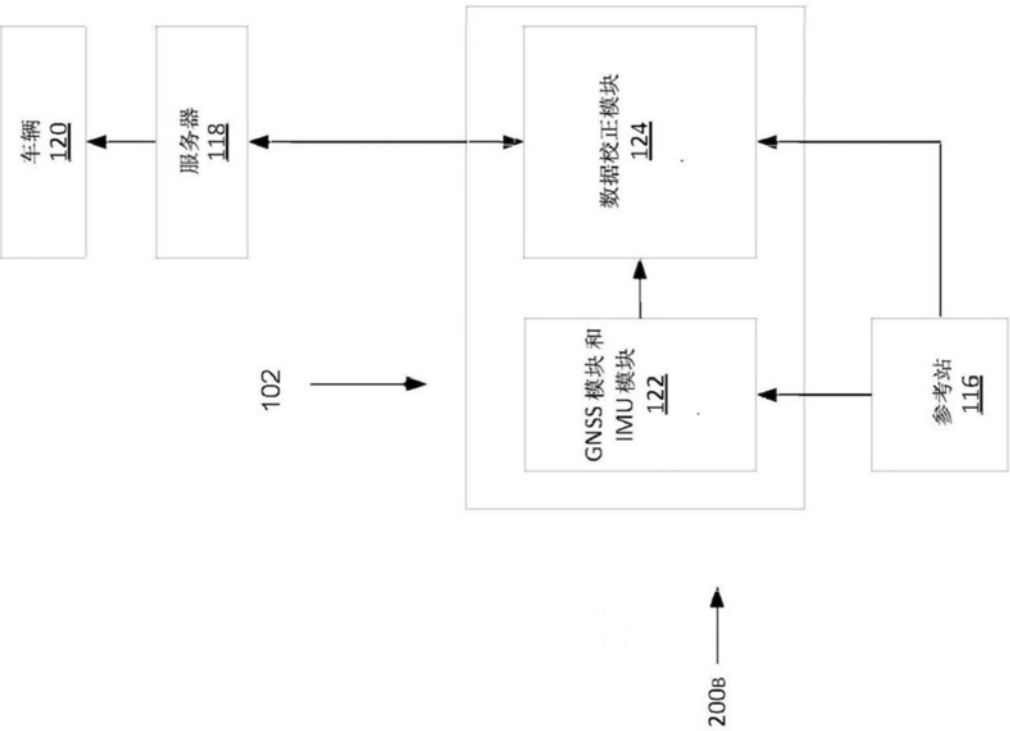 车辆
120
服务器
118
102
GNSS 模块 和
IMU 模块
122
数据校正模块
124
200B
参考站
116